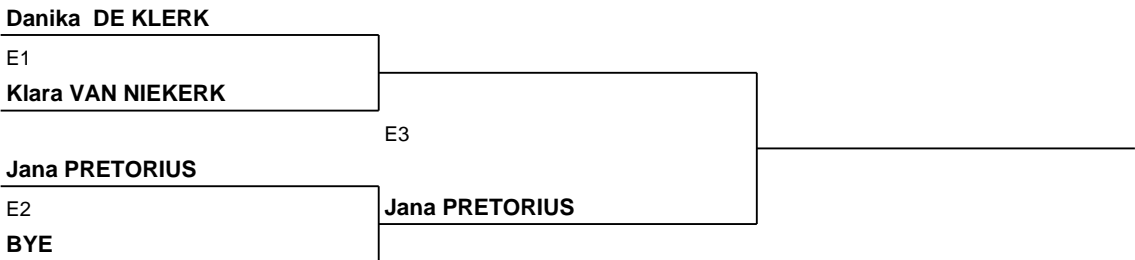 Danika  DE KLERK
E1
Klara VAN NIEKERK
E3
Jana PRETORIUS
E2
Jana PRETORIUS
BYE